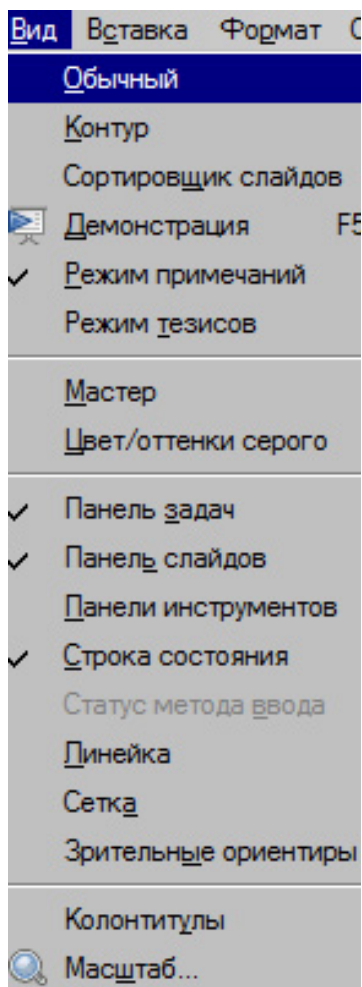 Вид Вставка Формат
Обычный
Контур
Сортировщик слайдов
Демонстрация F5
Режим примечаний
Режим тезисов
Мастер
Цвет/оттенки серого
Панель задач
Панель слайдов
Панели инструментов
Строка состояния
Статус метода ввода
Линейка
Сетка
Зрительные ориентиры
Колонтитулы
Масштаб...